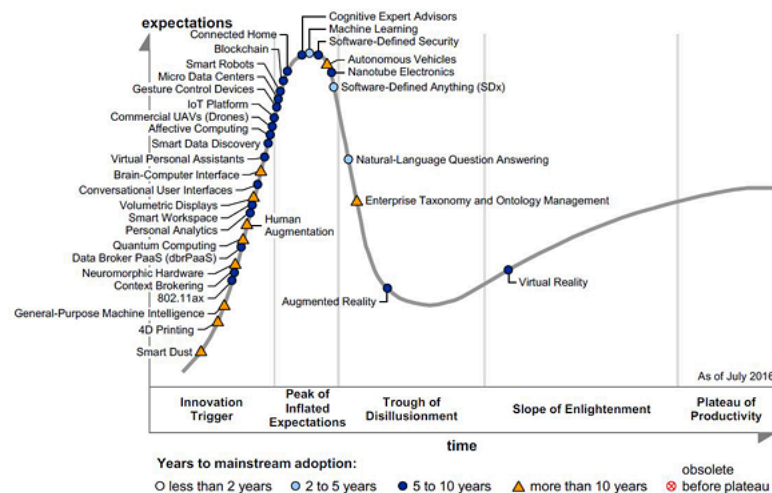 expectations
Cognitive Expert Advisors
Machine Learning
Software-Defined Security
Connected Home
Blockchain
Smart Robots
Micro Data Centers
Gesture Control Devices
IoT Platform
Commercial UAVs (Drones)
Affective Computing
Smart Data Discovery
Virtual Personal Assistants
Brain-Computer Interface
Conversational User Interfaces
Volumetric Displays
Smart Workspace
Personal Analytics
Quantum Computing
Data Broker PaaS (dbrPaaS)
Neuromorphic Hardware
Context Brokering
802.11ax
General-Purpose Machine Intelligence
4D Printing
Smart Dust
Human
Augmentation
Autonomous Vehicles
Nanotube Electronics
Software-Defined Anything (SDx)
Natural-Language Question Answering
Enterprise Taxonomy and Ontology Management
Augmented Reality
Virtual Reality
As of July 2016
Innovation
Trigger
Peak of
Inflated
Expectations
Trough of
Disillusionment
Slope of Enlightenment
Plateau of
Productivity
time
Years to mainstream adoption:
less than 2 years
2 to 5 years
5 to 10 years
more than 10 years
obsolete
before plateau